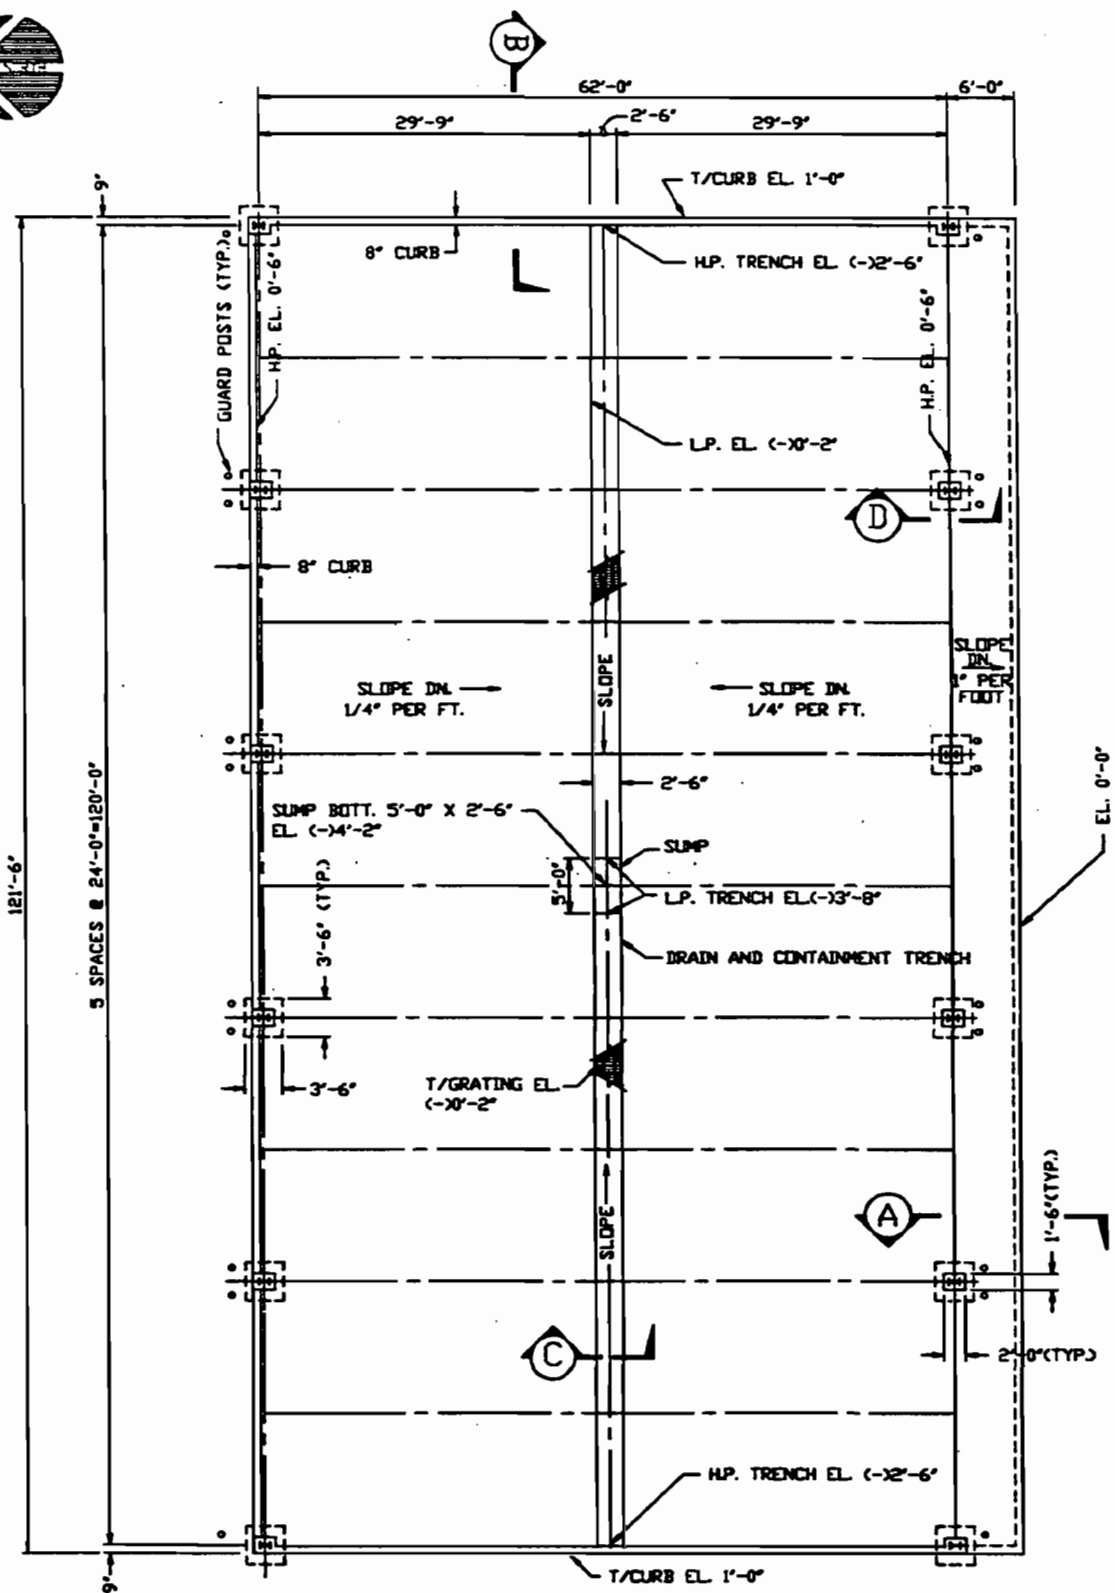 B
62'-0"
6'-0"
29'-9"
2'-6"
29'-9"
9"
T/CURB EL. 1'-0"
8" CURB
H.P. TRENCH EL. (-)2'-6"
GUARD POSTS (TYP.)
H.P. EL. 0'-6"
H.P. EL. 0'-6"
L.P. EL. (-)0'-2"
D
8" CURB
SLOPE
SLOPE DN.
1" PER
FOOT
SLOPE DN.
1/4" PER FT.
SLOPE DN.
1/4" PER FT.
2'-6"
EL. 0'-0"
SUMP BOTT. 5'-0" X 2'-6"
EL. (-)4'-2"
SUMP
5'-0"
L.P. TRENCH EL.(-)3'-8"
121'-6"
5 SPACES @ 24'-0"=120'-0"
3'-6" (TYP.)
DRAIN AND CONTAINMENT TRENCH
3'-6"
T/GRATING EL.
(-)0'-2"
A
1'-6"(TYP.)
SLOPE
C
2'-0"(TYP.)
H.P. TRENCH EL. (-)2'-6"
T/CURB EL. 1'-0"
9"